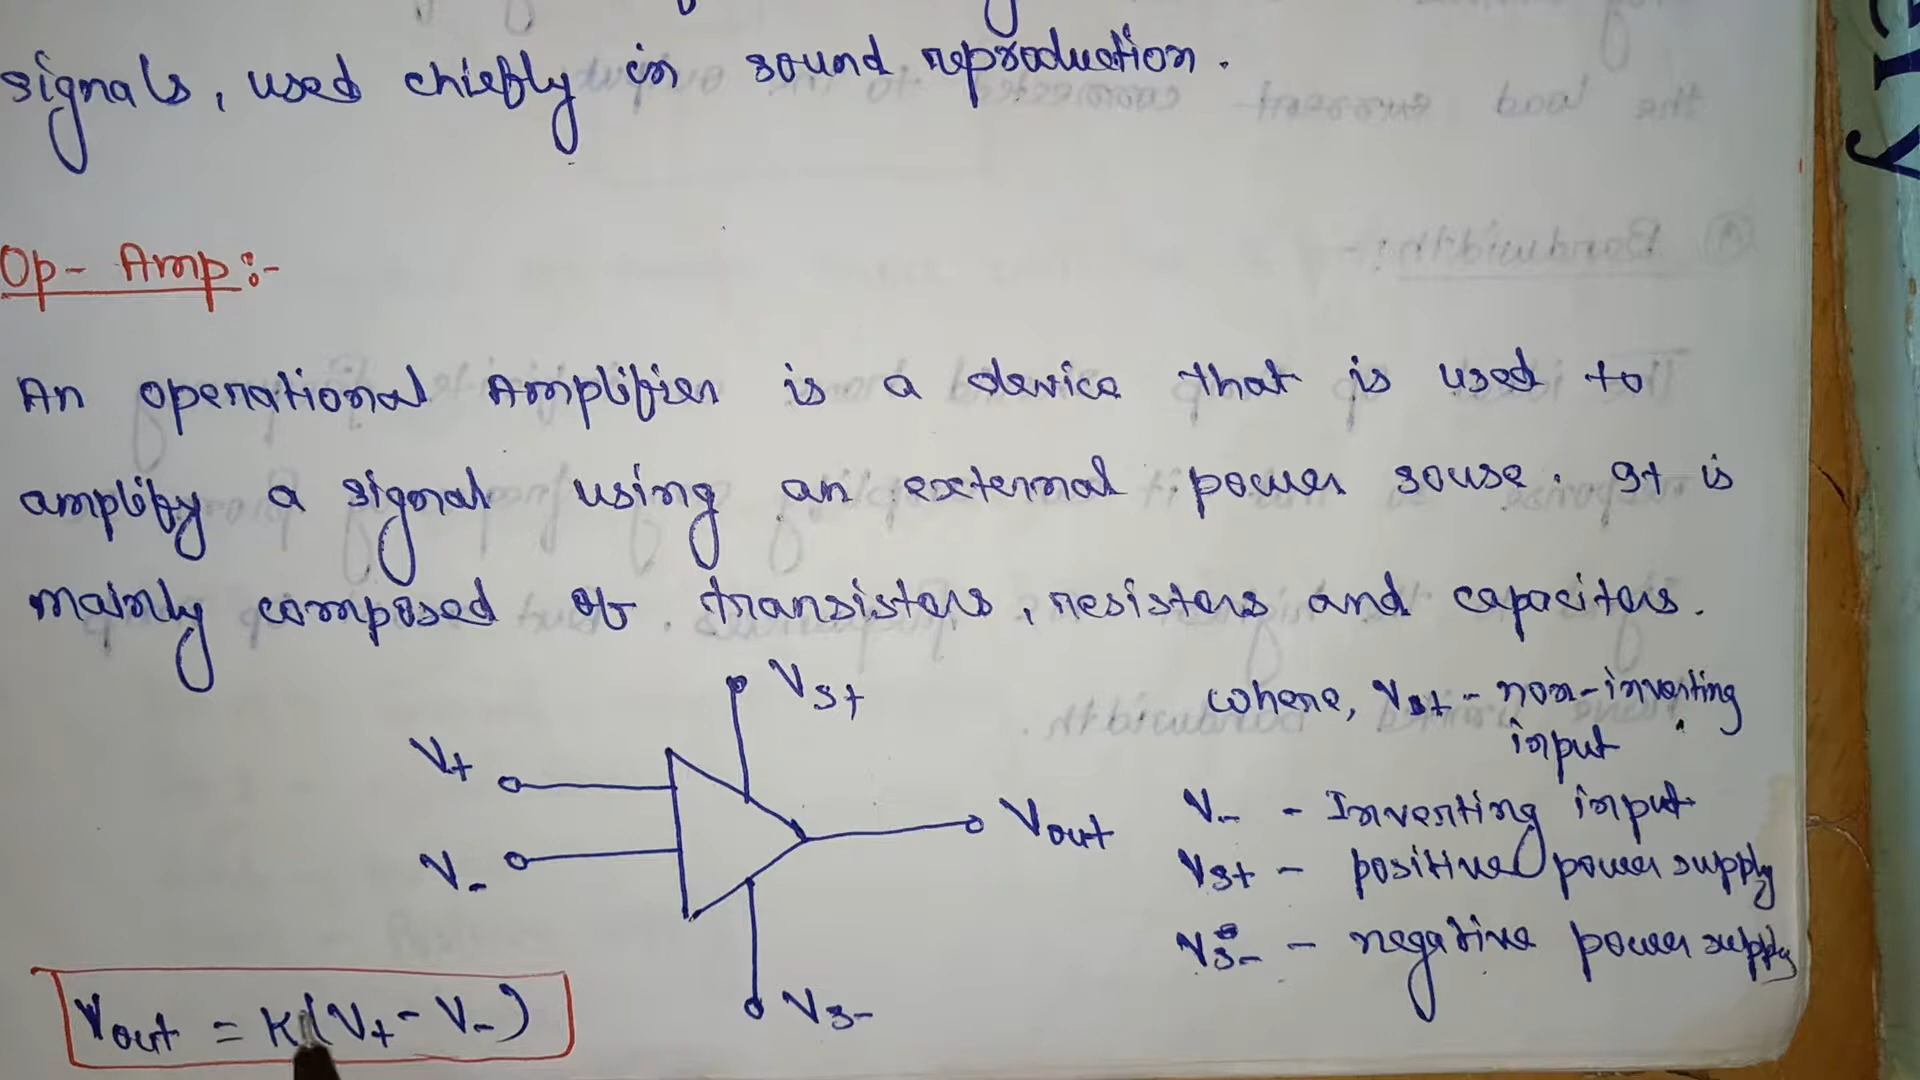 signals, used chiefly in sound reproduction.
Op-Amp:-
An operational Amplifier is a device that is used to
amplify a signal using an external power souse. It is
mainly composed of transistors, resistors and capacitors.
Vs+
V+
V-
Vout
Vs-
where, Vs+ - non-inverting
input
V- - Inverting input
Vs+ - positive power supply
Vs- - negative power supply
Vout = K(V+ - V-)